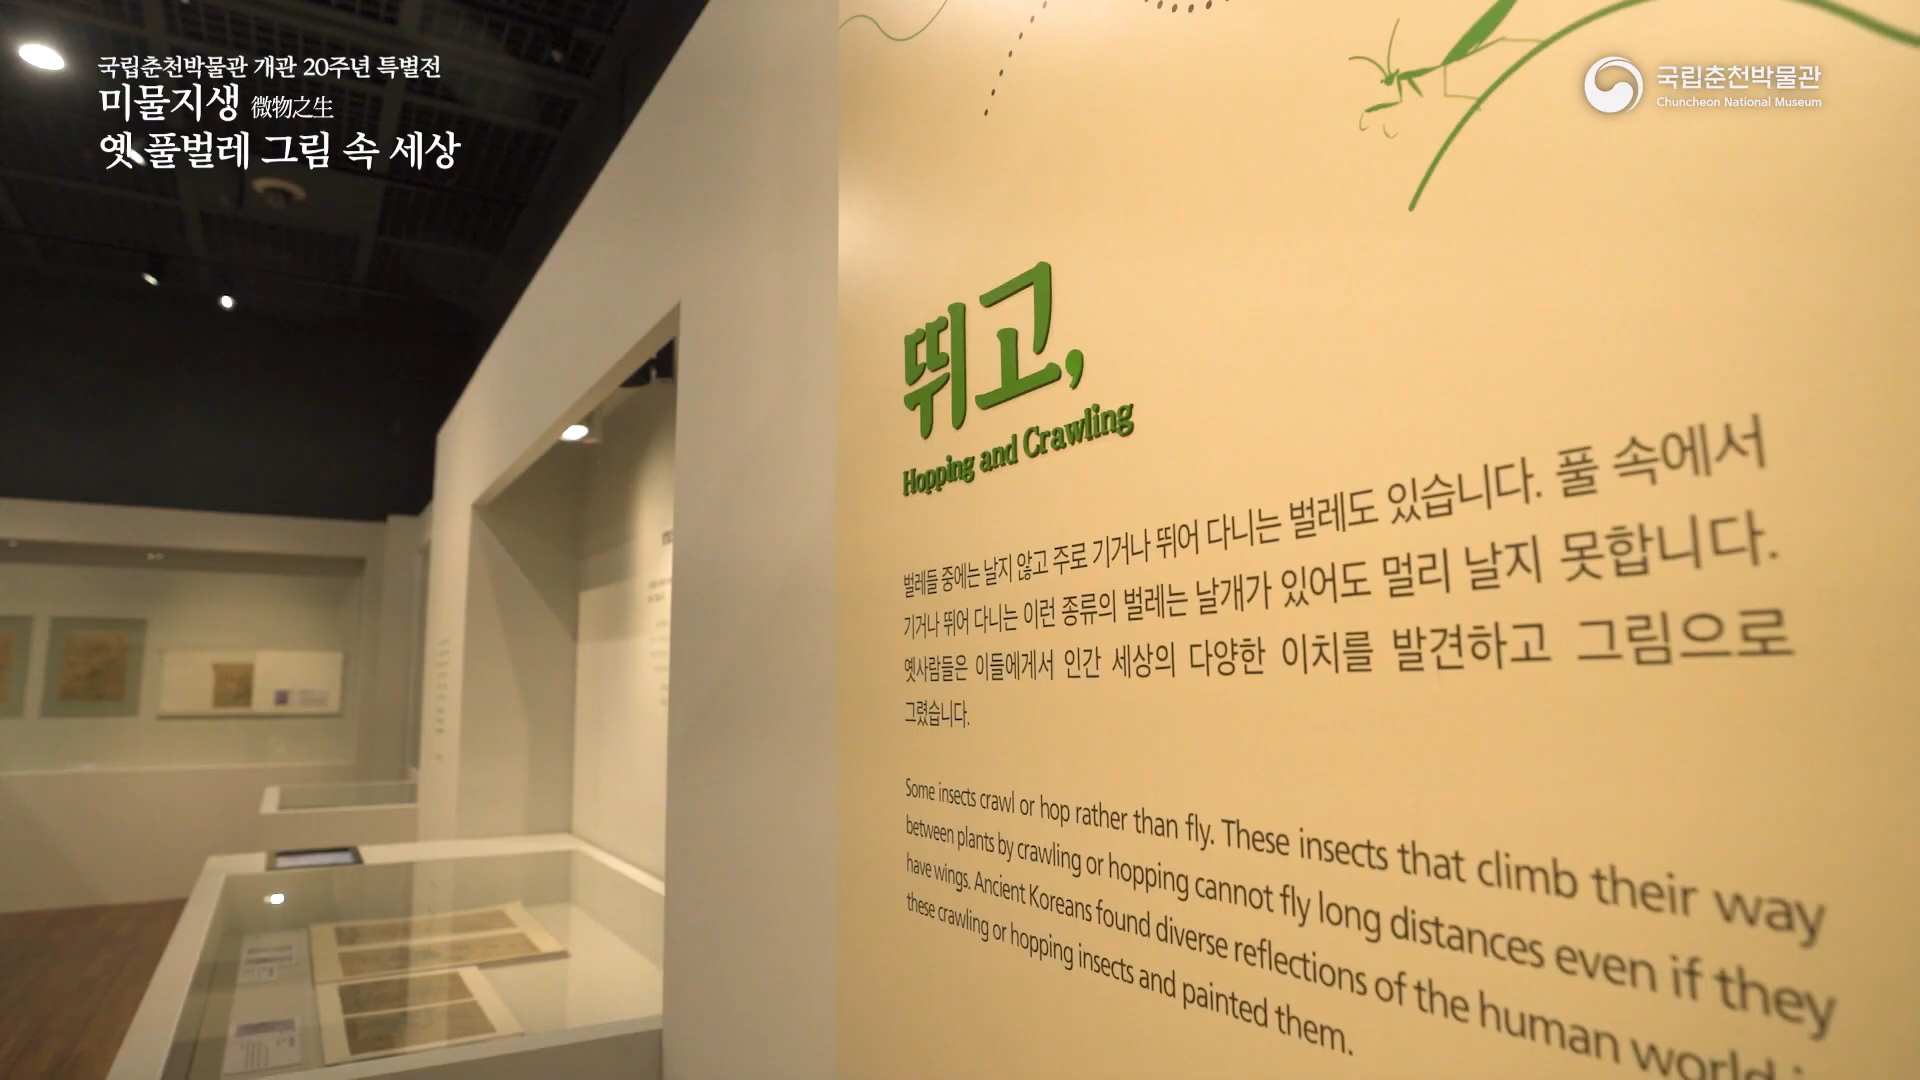 국립춘천박물관 개관 20주년 특별전
미물지생 微物之生
옛 풀벌레 그림 속 세상
국립춘천박물관
Chuncheon National Museum
뛰고,
Hopping and Crawling
벌레들 중에는 날지 않고 주로 기거나 뛰어 다니는 벌레도 있습니다. 풀 속에서
기거나 뛰어 다니는 이런 종류의 벌레는 날개가 있어도 멀리 날지 못합니다.
옛사람들은 이들에게서 인간 세상의 다양한 이치를 발견하고 그림으로
그렸습니다.
Some insects crawl or hop rather than fly. These insects that climb their way
between plants by crawling or hopping cannot fly long distances even if they
have wings. Ancient Koreans found diverse reflections of the human world
these crawling or hopping insects and painted them.